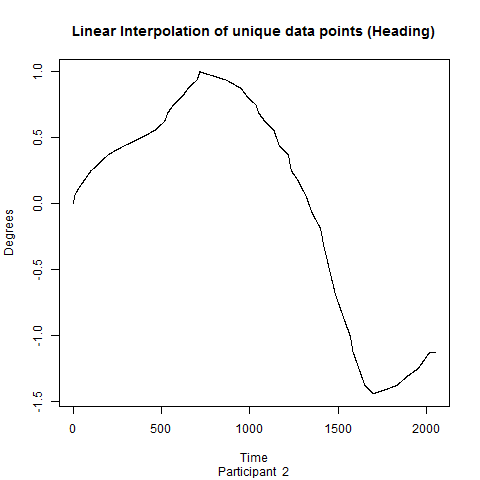 Linear Interpolation of unique data points (Heading)
Degrees
1.0
0.5
0.0
-0.5
-1.0
-1.5
0 500 1000 1500 2000
Time
Participant 2